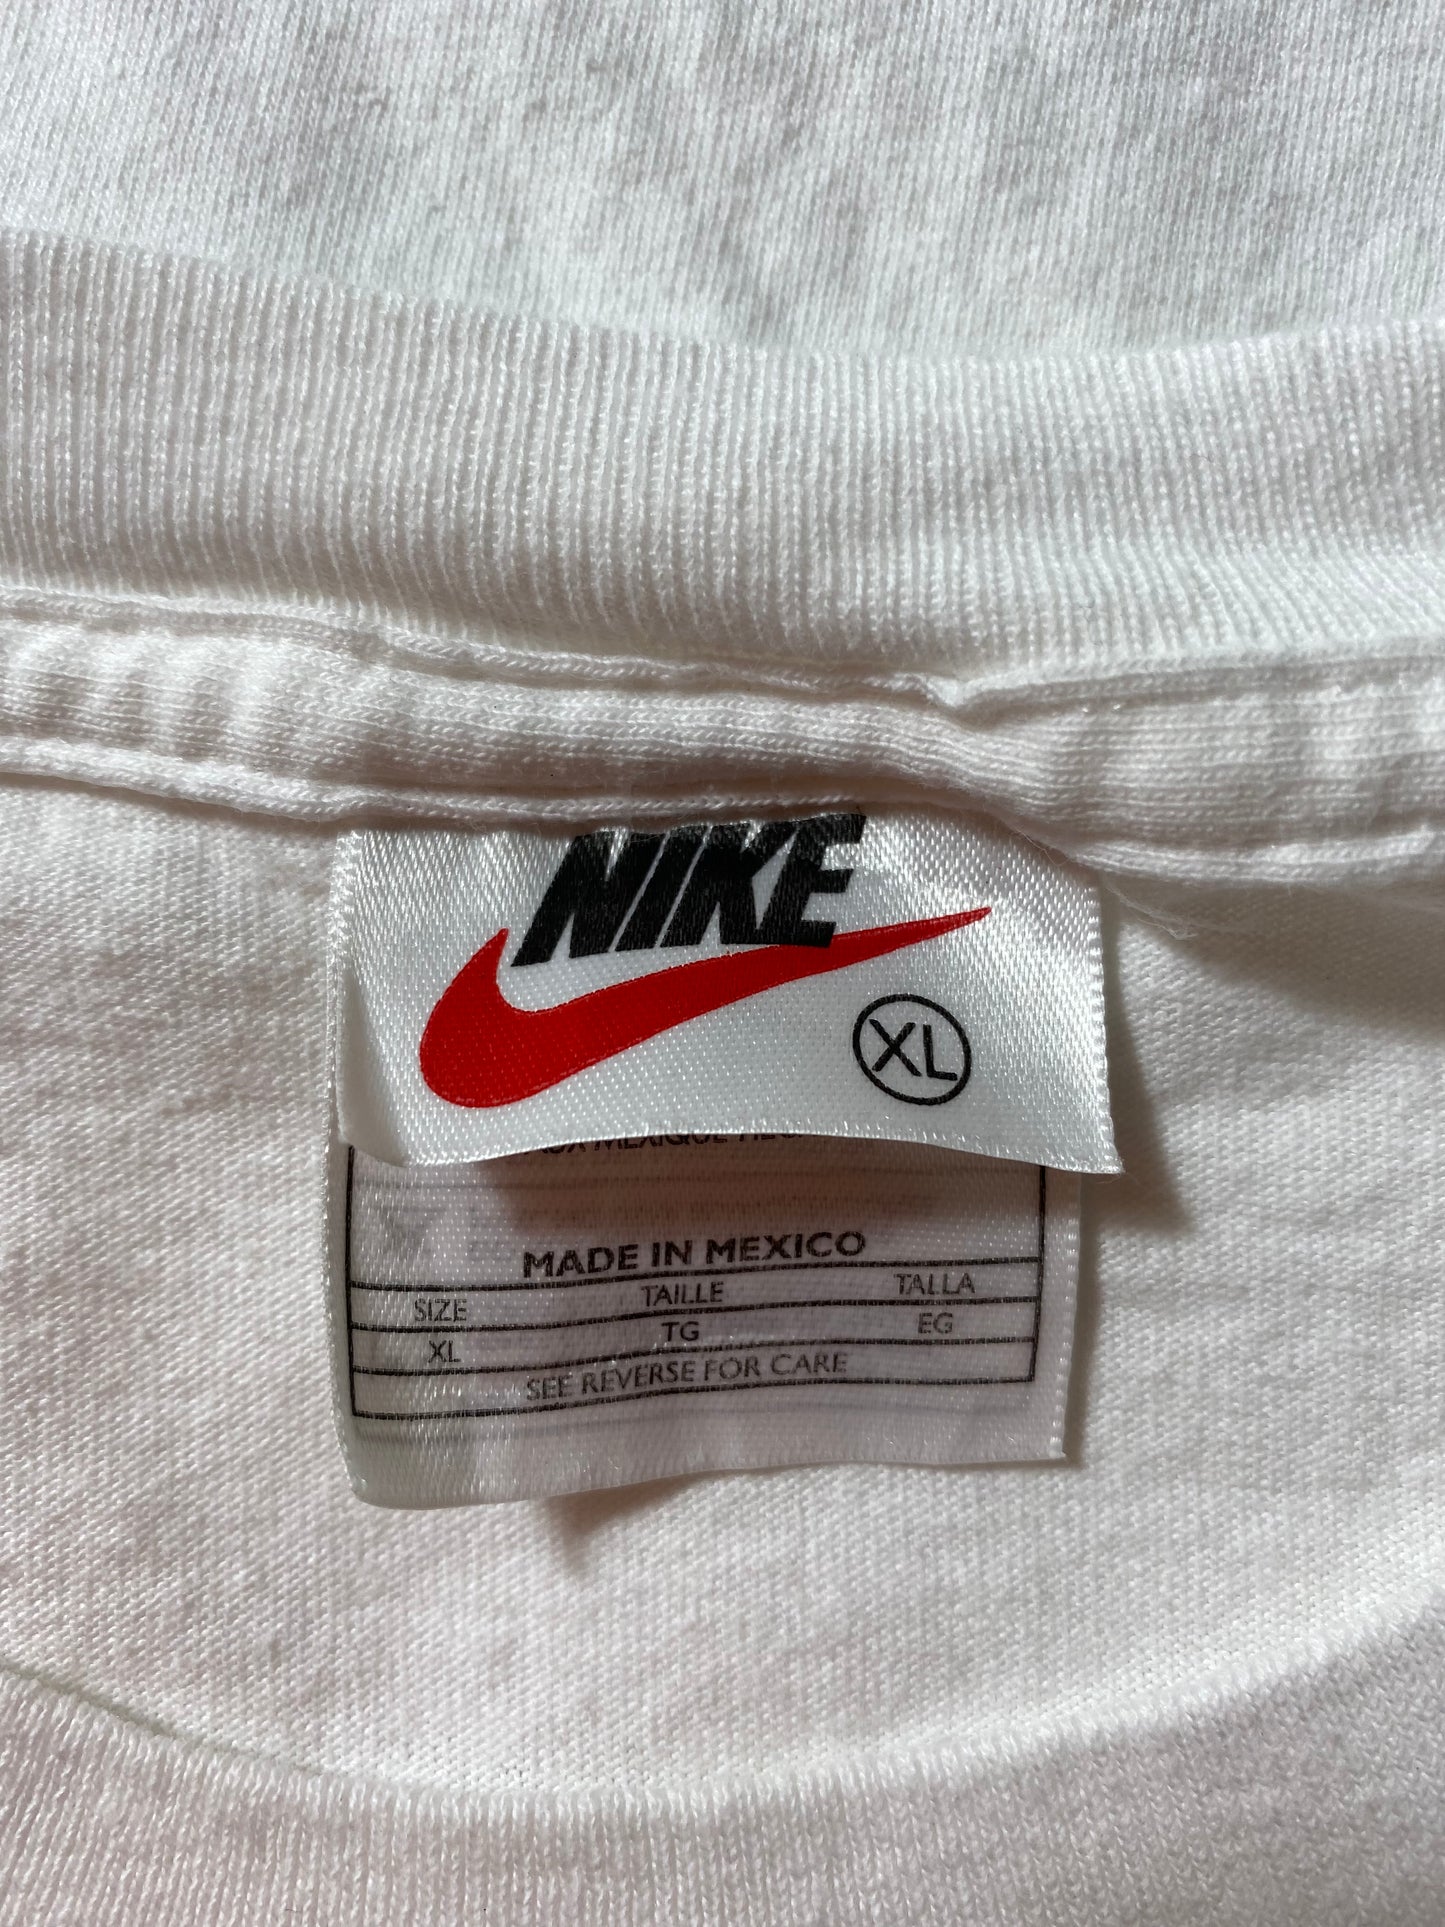 NIKE
XL
MADE IN MEXICO
SIZE TAILLE TALLA
XL TG EG
SEE REVERSE FOR CARE